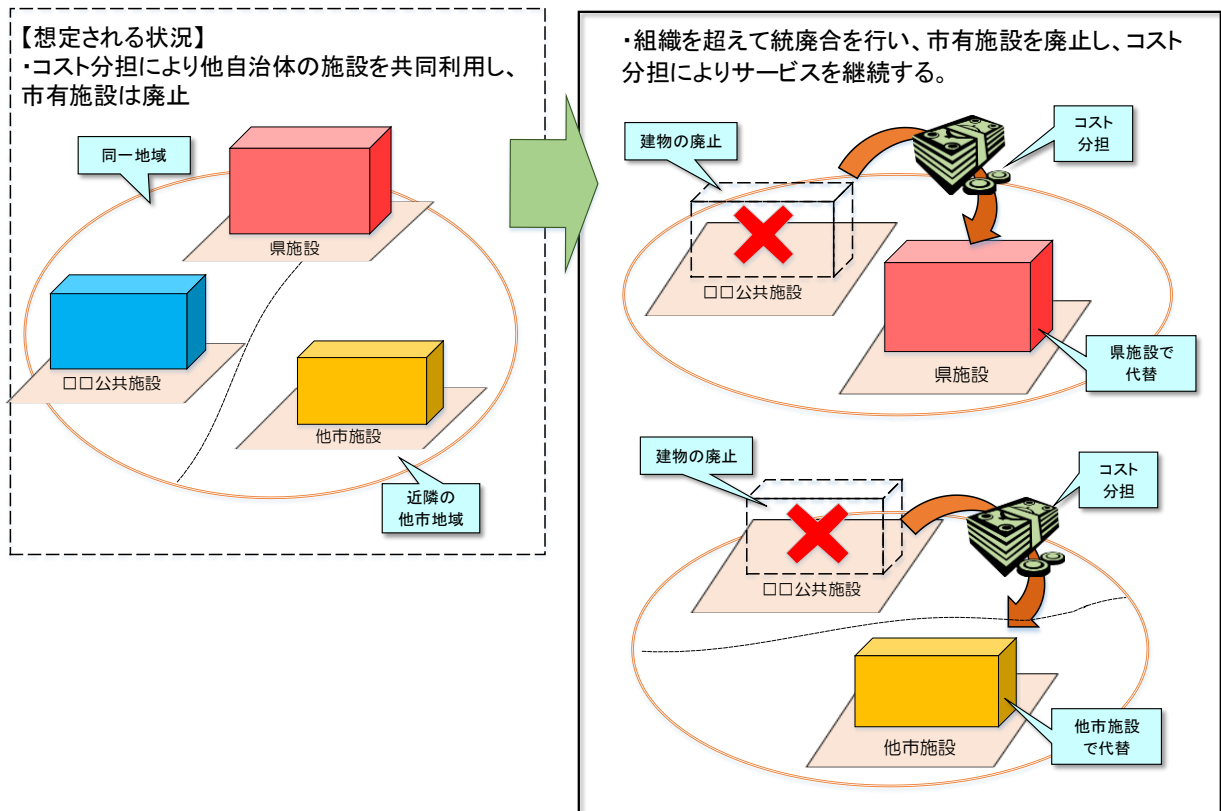 【想定される状況】
・コスト分担により他自治体の施設を共同利用し、
市有施設は廃止
同一地域
県施設
□□公共施設
他市施設
近隣の
他市地域
・組織を超えて統廃合を行い、市有施設を廃止し、コスト
分担によりサービスを継続する。
建物の廃止
コスト
分担
□□公共施設
県施設
県施設で
代替
建物の廃止
コスト
分担
□□公共施設
他市施設
他市施設
で代替